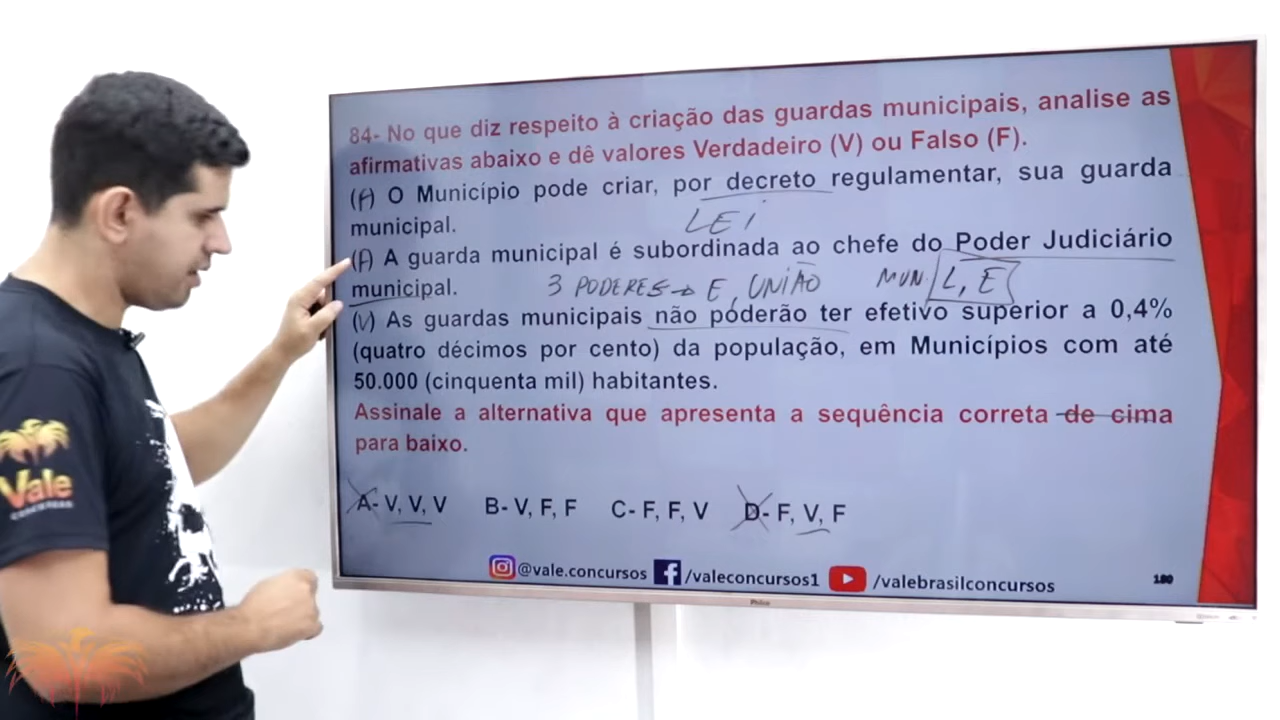 84- No que diz respeito à criação das guardas municipais, analise as
afirmativas abaixo e dê valores Verdadeiro (V) ou Falso (F).
(F) O Município pode criar, por decreto regulamentar, sua guarda
municipal.
LEI
(F) A guarda municipal é subordinada ao chefe do Poder Judiciário
municipal.
3 PODERES → E, UNIÃO MUN. L, E
(V) As guardas municipais não poderão ter efetivo superior a 0,4%
(quatro décimos por cento) da população, em Municípios com até
50.000 (cinquenta mil) habitantes.
Assinale a alternativa que apresenta a sequência correta de cima
para baixo.
A- V, V, V B- V, F, F C- F, F, V D- F, V, F
@vale.concursos /valeconcursos1 /valebrasilconcursos
180
Philco
Vale
CONCURSOS